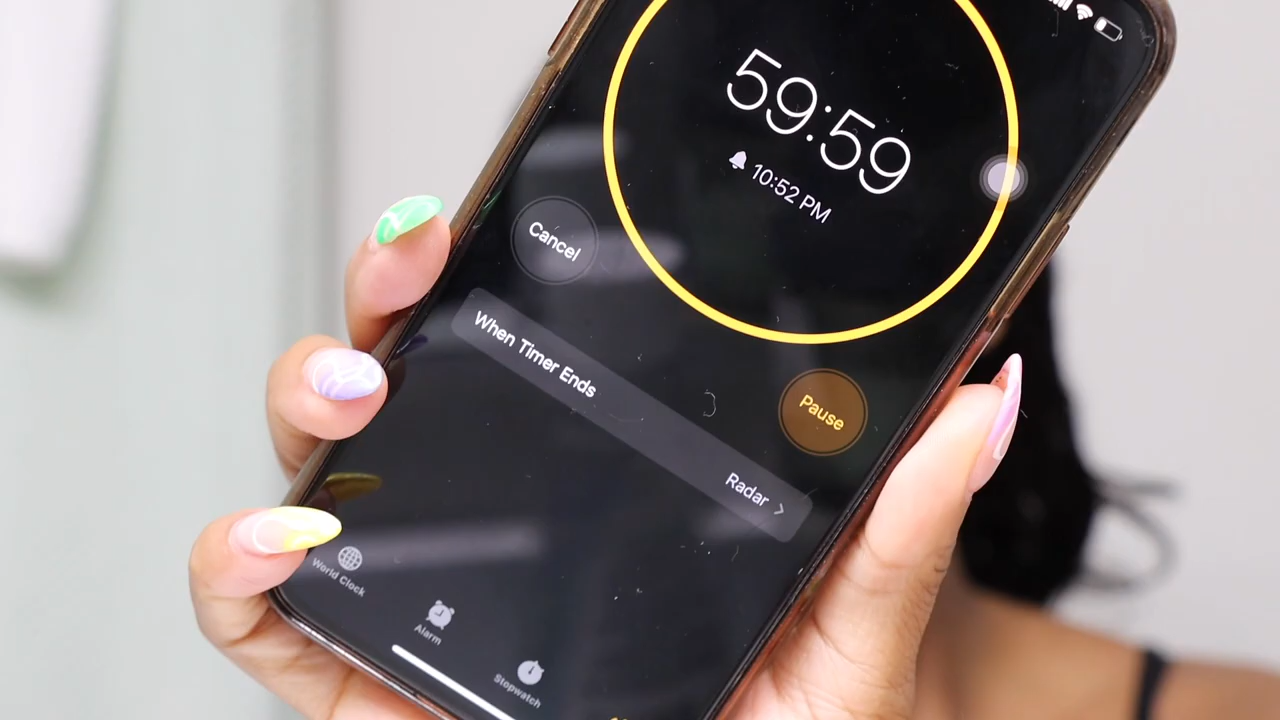 59:59
10:52 PM
Cancel
Pause
When Timer Ends
Radar
World Clock
Alarm
Stopwatch